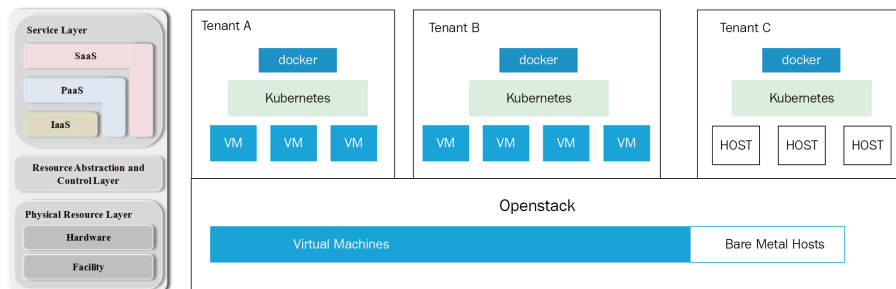 Service Layer
SaaS
PaaS
IaaS
Resource Abstraction and
Control Layer
Physical Resource Layer
Hardware
Facility
Tenant A
docker
Kubernetes
VM VM VM
Tenant B
docker
Kubernetes
VM VM VM VM
Tenant C
docker
Kubernetes
HOST HOST HOST
Openstack
Virtual Machines
Bare Metal Hosts